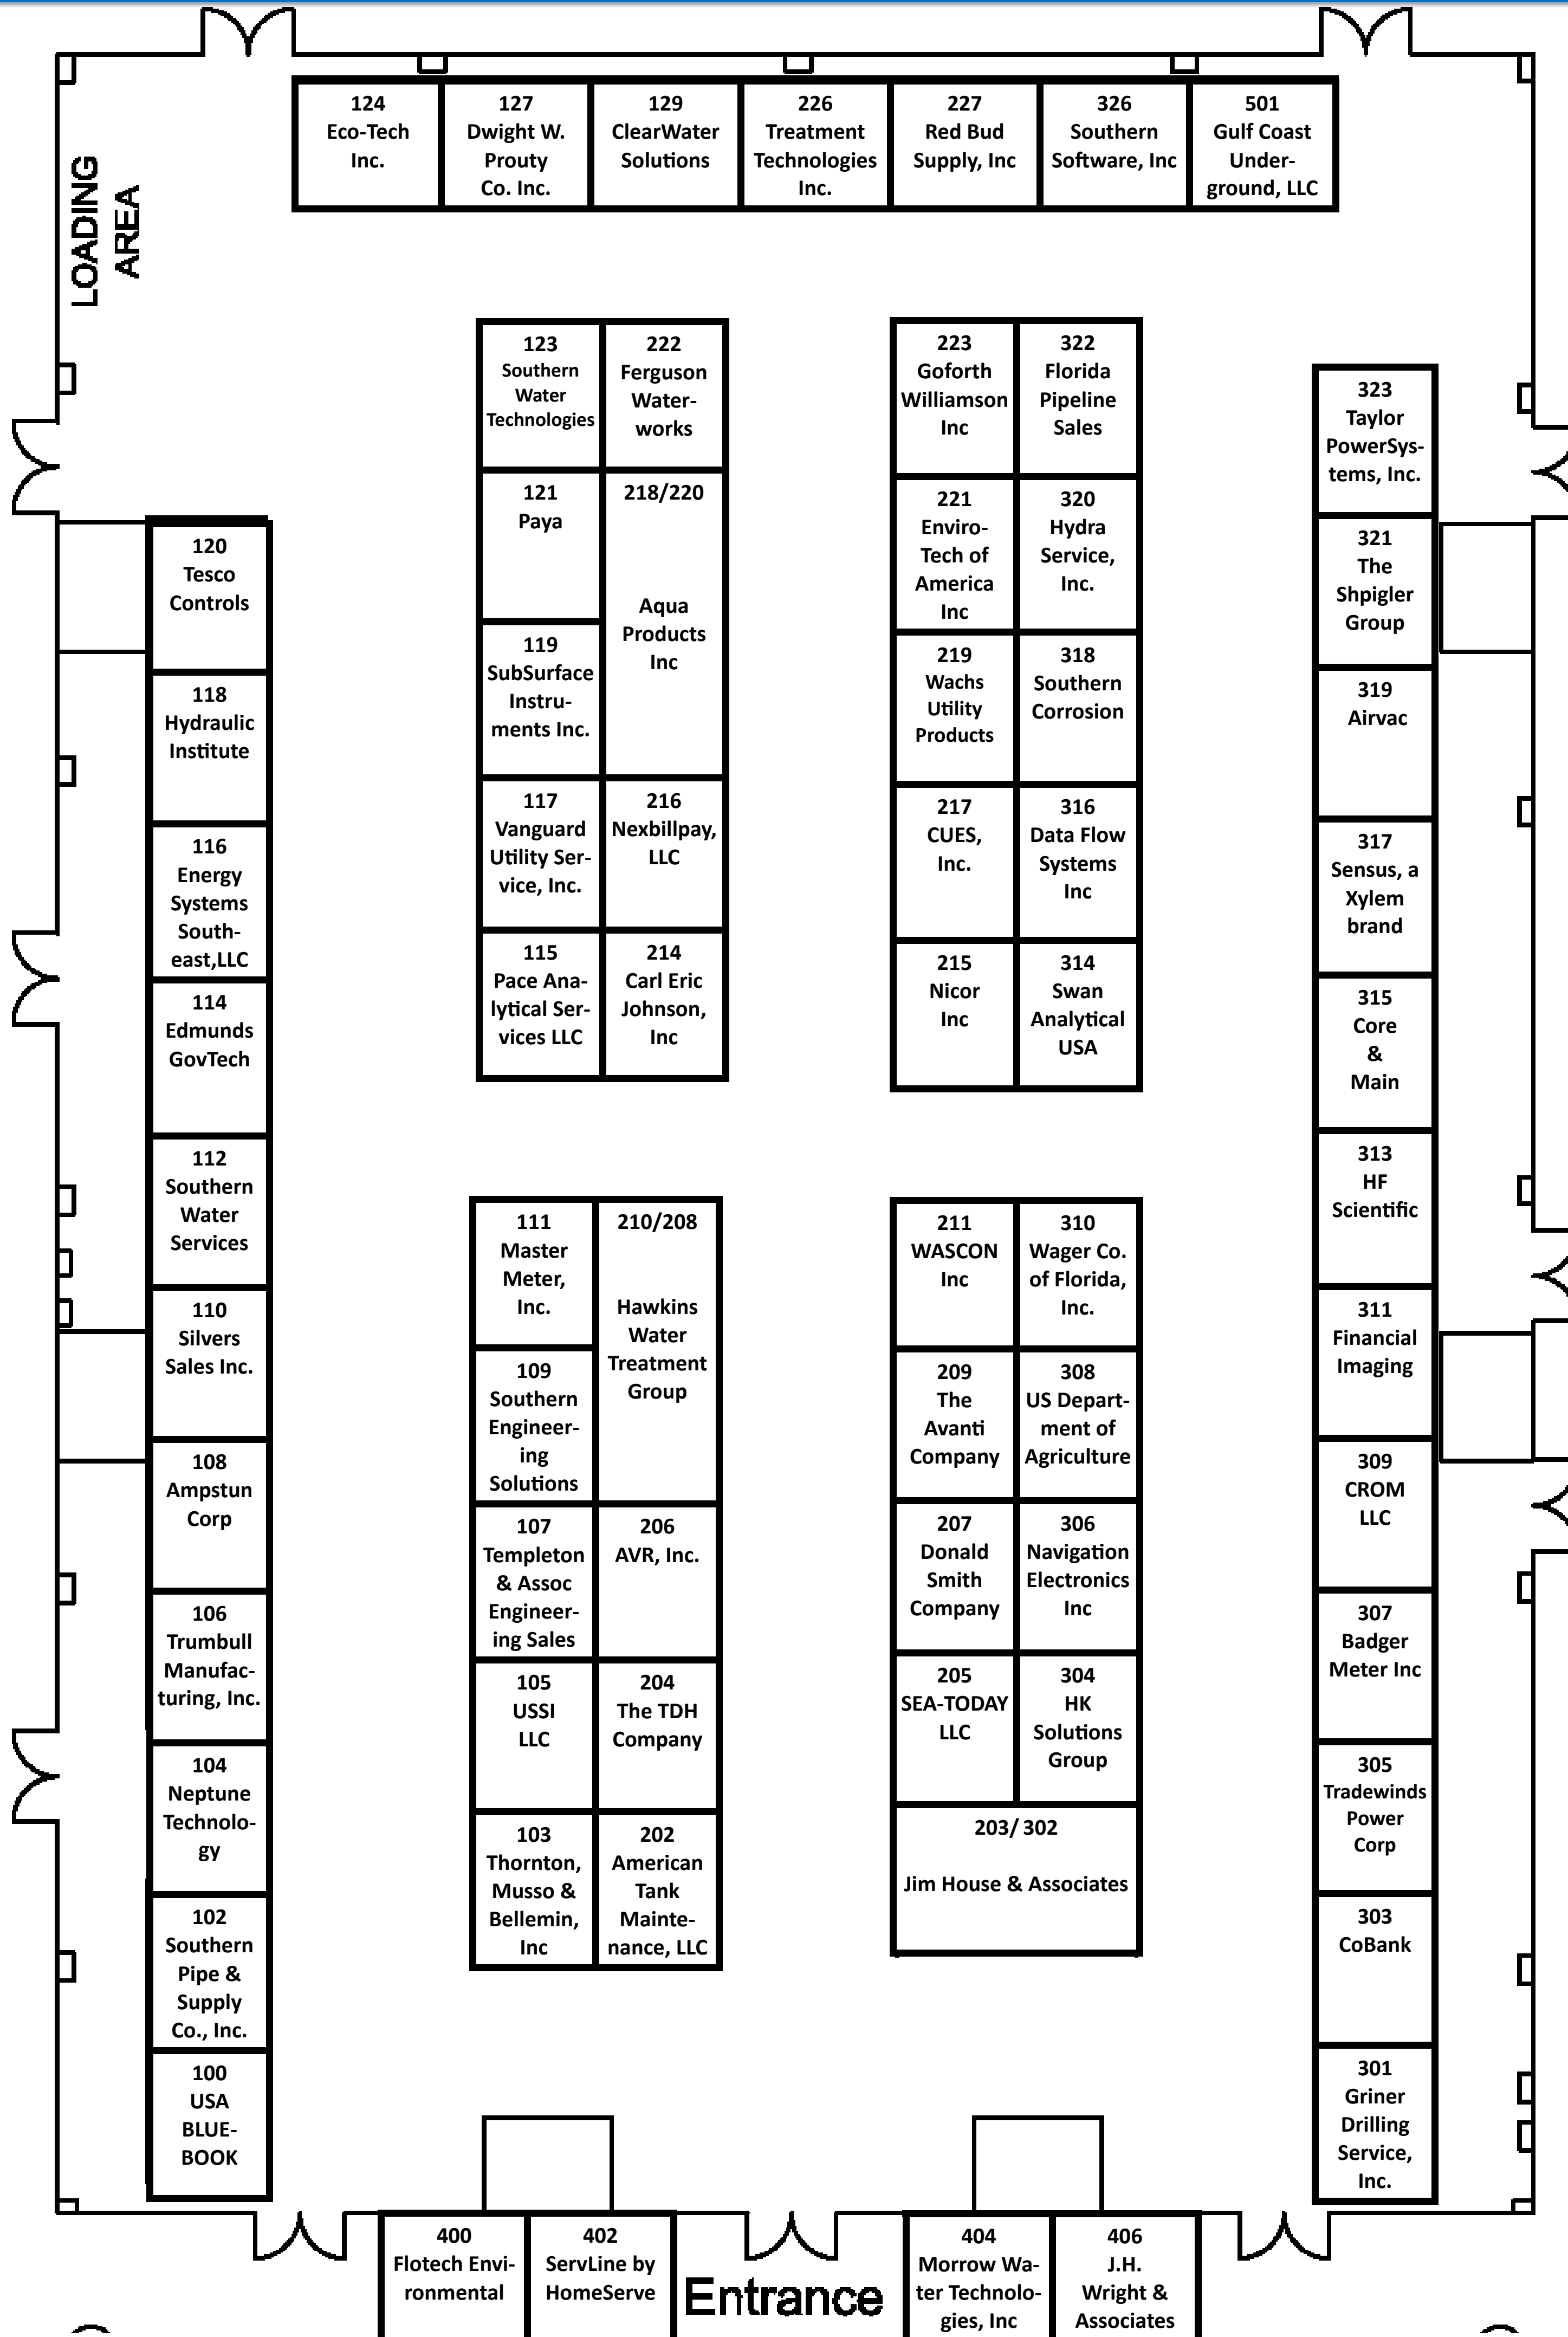 124
Eco-Tech
Inc.
127
Dwight W.
Prouty
Co. Inc.
129
ClearWater
Solutions
226
Treatment
Technologies
Inc.
227
Red Bud
Supply, Inc
326
Southern
Software, Inc
501
Gulf Coast
Under-
ground, LLC
LOADING
AREA
123
Southern
Water
Technologies
222
Ferguson
Water-
works
121
Paya
218/220
Aqua
Products
Inc
119
SubSurface
Instru-
ments Inc.
117
Vanguard
Utility Ser-
vice, Inc.
216
Nexbillpay,
LLC
115
Pace Ana-
lytical Ser-
vices LLC
214
Carl Eric
Johnson,
Inc
223
Goforth
Williamson
Inc
322
Florida
Pipeline
Sales
221
Enviro-
Tech of
America
Inc
320
Hydra
Service,
Inc.
219
Wachs
Utility
Products
318
Southern
Corrosion
217
CUES,
Inc.
316
Data Flow
Systems
Inc
215
Nicor
Inc
314
Swan
Analytical
USA
323
Taylor
PowerSys-
tems, Inc.
321
The
Shpigler
Group
319
Airvac
317
Sensus, a
Xylem
brand
315
Core
&
Main
313
HF
Scientific
311
Financial
Imaging
309
CROM
LLC
307
Badger
Meter Inc
305
Tradewinds
Power
Corp
303
CoBank
301
Griner
Drilling
Service,
Inc.
120
Tesco
Controls
118
Hydraulic
Institute
116
Energy
Systems
South-
east,LLC
114
Edmunds
GovTech
112
Southern
Water
Services
110
Silvers
Sales Inc.
108
Ampstun
Corp
106
Trumbull
Manufac-
turing, Inc.
104
Neptune
Technolo-
gy
102
Southern
Pipe &
Supply
Co., Inc.
100
USA
BLUE-
BOOK
111
Master
Meter,
Inc.
210/208
Hawkins
Water
Treatment
Group
109
Southern
Engineer-
ing
Solutions
107
Templeton
& Assoc
Engineer-
ing Sales
206
AVR, Inc.
105
USSI
LLC
204
The TDH
Company
103
Thornton,
Musso &
Bellemin,
Inc
202
American
Tank
Mainte-
nance, LLC
211
WASCON
Inc
310
Wager Co.
of Florida,
Inc.
209
The
Avanti
Company
308
US Depart-
ment of
Agriculture
207
Donald
Smith
Company
306
Navigation
Electronics
Inc
205
SEA-TODAY
LLC
304
HK
Solutions
Group
203/ 302
Jim House & Associates
400
Flotech Envi-
ronmental
402
ServLine by
HomeServe
Entrance
404
Morrow Wa-
ter Technolo-
gies, Inc
406
J.H.
Wright &
Associates